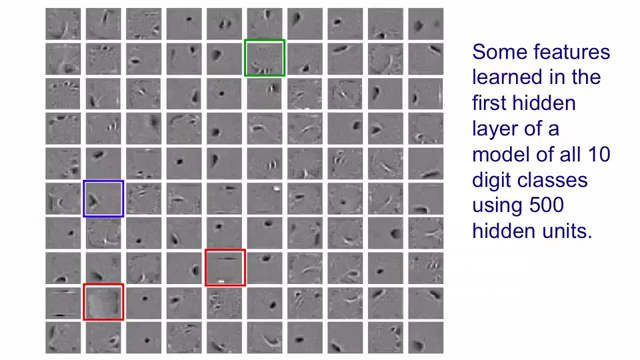 Some features
learned in the
first hidden
layer of a
model of all 10
digit classes
using 500
hidden units.